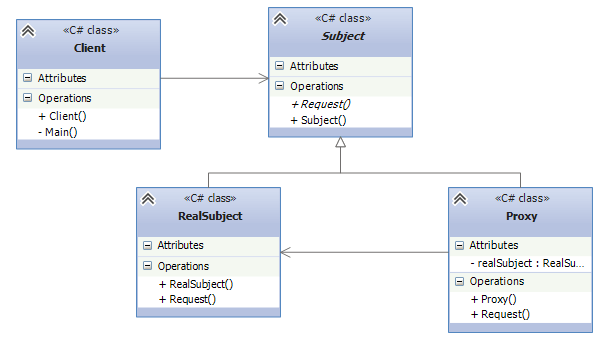 «C# class»
Client
Attributes
Operations
+ Client()
- Main()
«C# class»
Subject
Attributes
Operations
+ Request()
+ Subject()
«C# class»
RealSubject
Attributes
Operations
+ RealSubject()
+ Request()
«C# class»
Proxy
Attributes
- realSubject : RealSu...
Operations
+ Proxy()
+ Request()